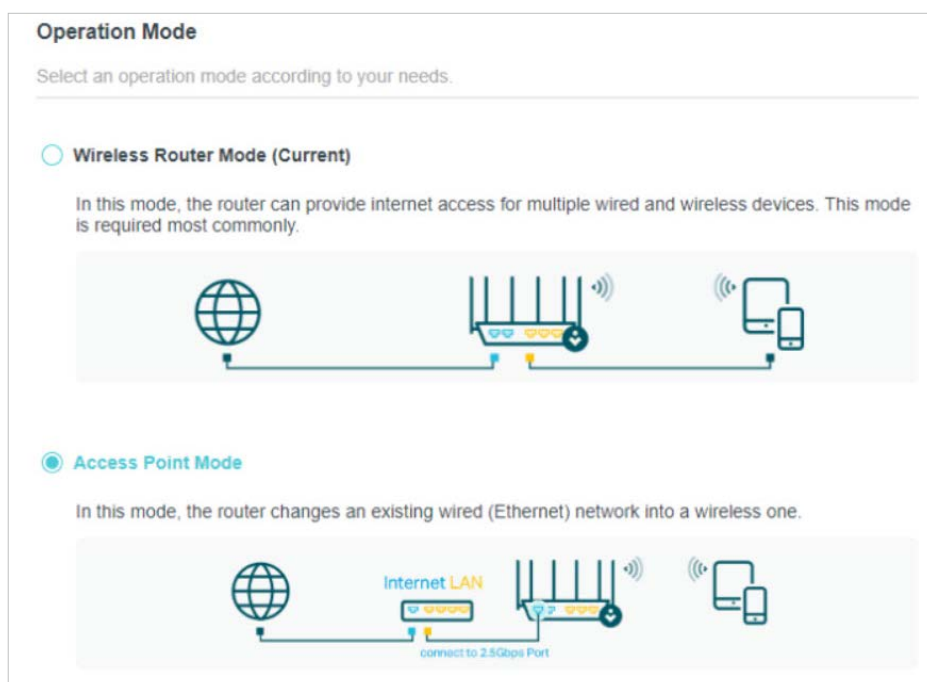 Operation Mode
Select an operation mode according to your needs.
Wireless Router Mode (Current)
In this mode, the router can provide internet access for multiple wired and wireless devices. This mode
is required most commonly.
Access Point Mode
In this mode, the router changes an existing wired (Ethernet) network into a wireless one.
Internet LAN
connect to 2.5Gbps Port